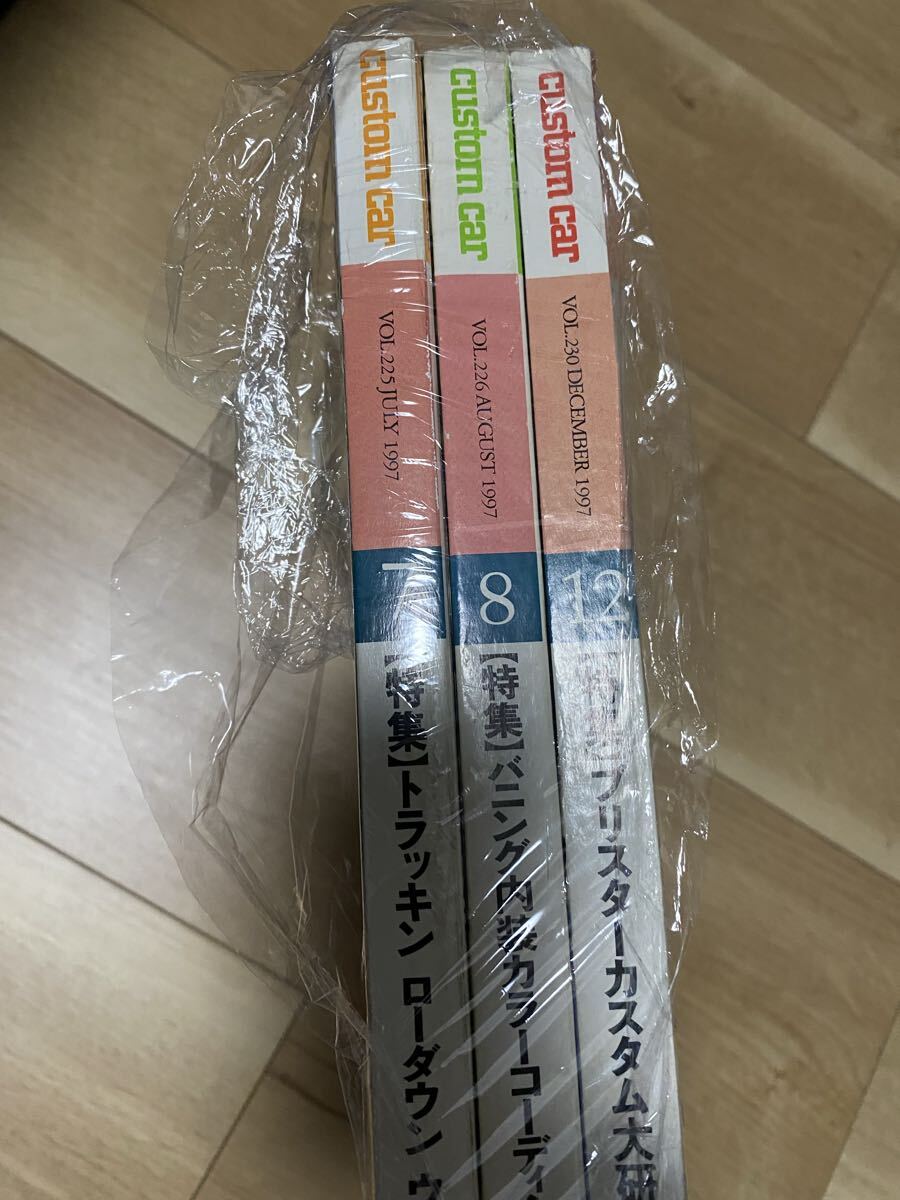 custom car
VOL.225 JULY 1997
7
【特集】トラッキン ローダウン
custom car
VOL.226 AUGUST 1997
8
【特集】バニング内装カラーコーディ
custom car
VOL.230 DECEMBER 1997
12
【特集】ブリスターカスタム大研